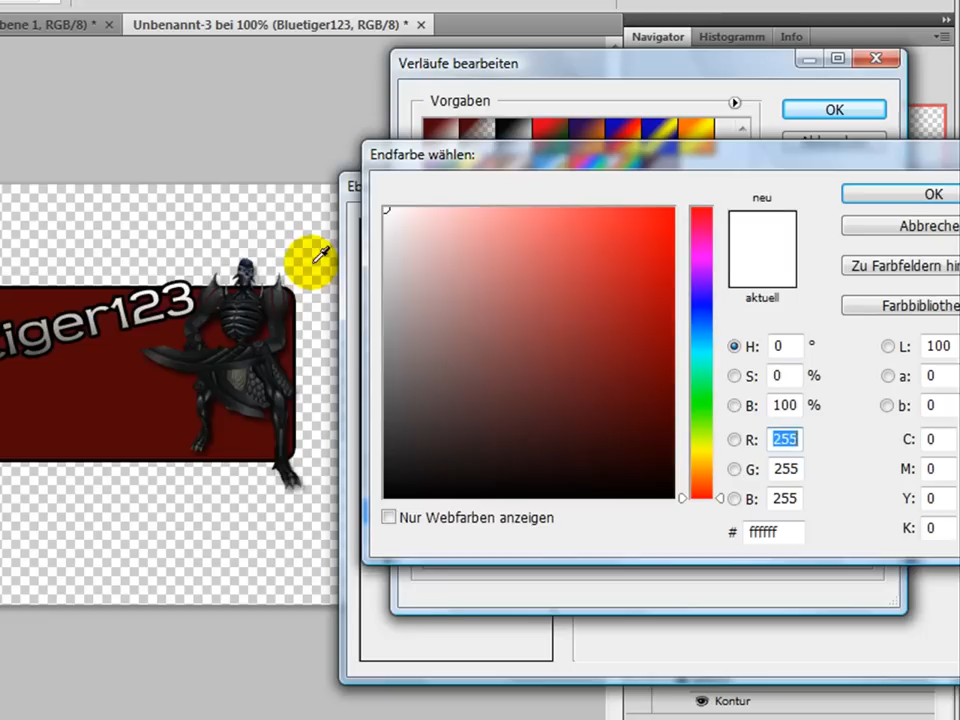 bene 1, RGB/8) * ×
Unbenannt-3 bei 100% (Bluetiger123, RGB/8) * ×
Navigator
Histogramm
Info
Verläufe bearbeiten
Vorgaben
OK
Endfarbe wählen:
Eb
tiger123
neu
aktuell
OK
Abbreche
Zu Farbfeldern hin
Farbbibliothe
H: 0 °
S: 0 %
B: 100 %
R: 255
G: 255
B: 255
# ffffff
L: 100
a: 0
b: 0
C: 0
M: 0
Y: 0
K: 0
Nur Webfarben anzeigen
Kontur